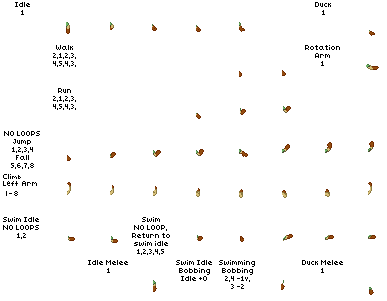 Idle
1
Duck
1
Walk
2,1,2,3,
4,5,4,3,
Rotation
Arm
1
Run
2,1,2,3,
4,5,4,3,
NO LOOPS
Jump
1,2,3,4
Fall
5,6,7,8
Climb
Left Arm
1-8
Swim Idle
NO LOOPS
1,2
Swim
NO LOOP,
Return to
swim idle
1,2,3,4,5
Idle Melee
1
Swim Idle
Bobbing
Idle +0
Swimming
Bobbing
2,4 -1v,
3 -2
Duck Melee
1